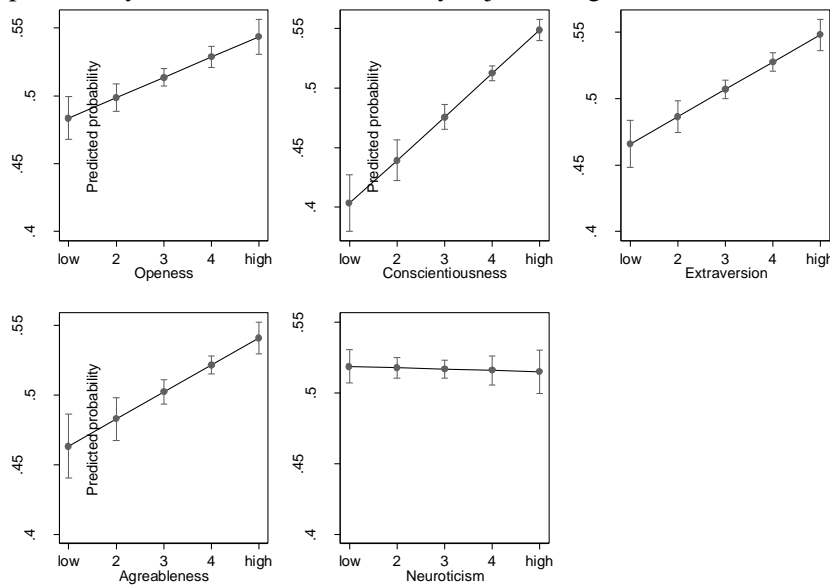 .55
.5
.45
.4
Predicted probability
low 2 3 4 high
Openess
.55
.5
.45
.4
Predicted probability
low 2 3 4 high
Conscientiousness
.55
.5
.45
.4
low 2 3 4 high
Extraversion
.55
.5
.45
.4
Predicted probability
low 2 3 4 high
Agreableness
.55
.5
.45
.4
low 2 3 4 high
Neuroticism